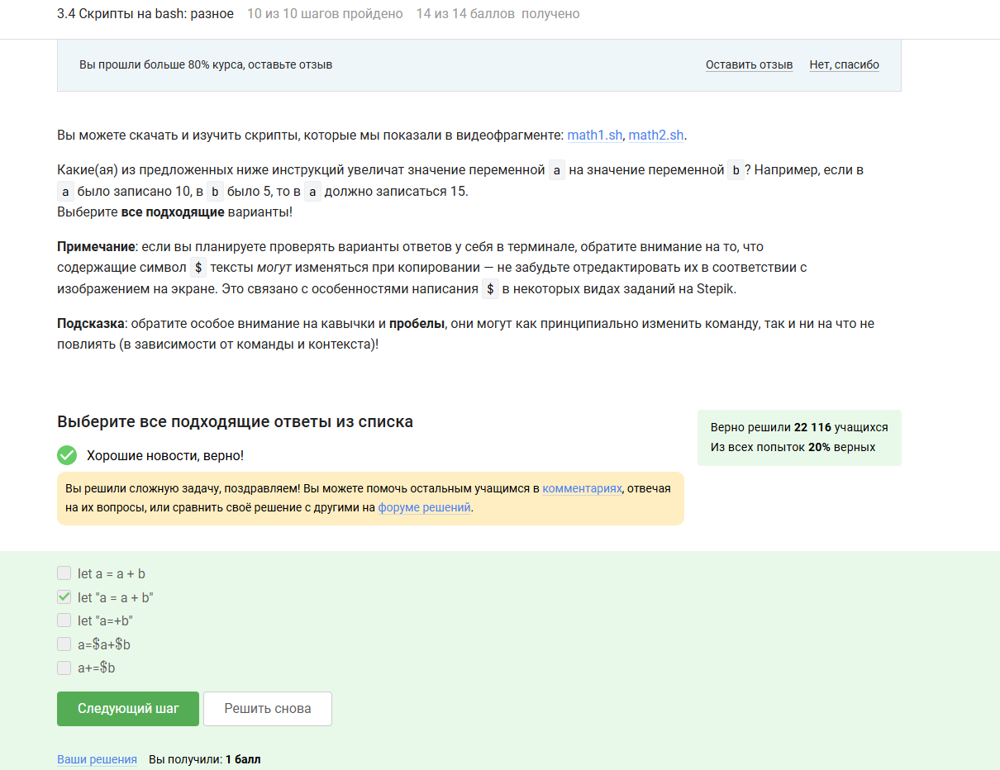 3.4 Скрипты на bash: разное 10 из 10 шагов пройдено 14 из 14 баллов получено
Вы прошли больше 80% курса, оставьте отзыв Оставить отзыв Нет, спасибо
Вы можете скачать и изучить скрипты, которые мы показали в видеофрагменте: math1.sh, math2.sh.
Какие(ая) из предложенных ниже инструкций увеличат значение переменной a на значение переменной b? Например, если в
a было записано 10, в b было 5, то в a должно записаться 15.
Выберите все подходящие варианты!
Примечание: если вы планируете проверять варианты ответов у себя в терминале, обратите внимание на то, что
содержащие символ $ тексты могут изменяться при копировании — не забудьте отредактировать их в соответствии с
изображением на экране. Это связано с особенностями написания $ в некоторых видах заданий на Stepik.
Подсказка: обратите особое внимание на кавычки и пробелы, они могут как принципиально изменить команду, так и ни на что не
повлиять (в зависимости от команды и контекста)!
Выберите все подходящие ответы из списка
Верно решили 22 116 учащихся
Из всех попыток 20% верных
Хорошие новости, верно!
Вы решили сложную задачу, поздравляем! Вы можете помочь остальным учащимся в комментариях, отвечая
на их вопросы, или сравнить своё решение с другими на форуме решений.
let a = a + b
let "a = a + b"
let "a=+b"
a=$a+$b
a+=$b
Следующий шаг Решить снова
Ваши решения Вы получили: 1 балл